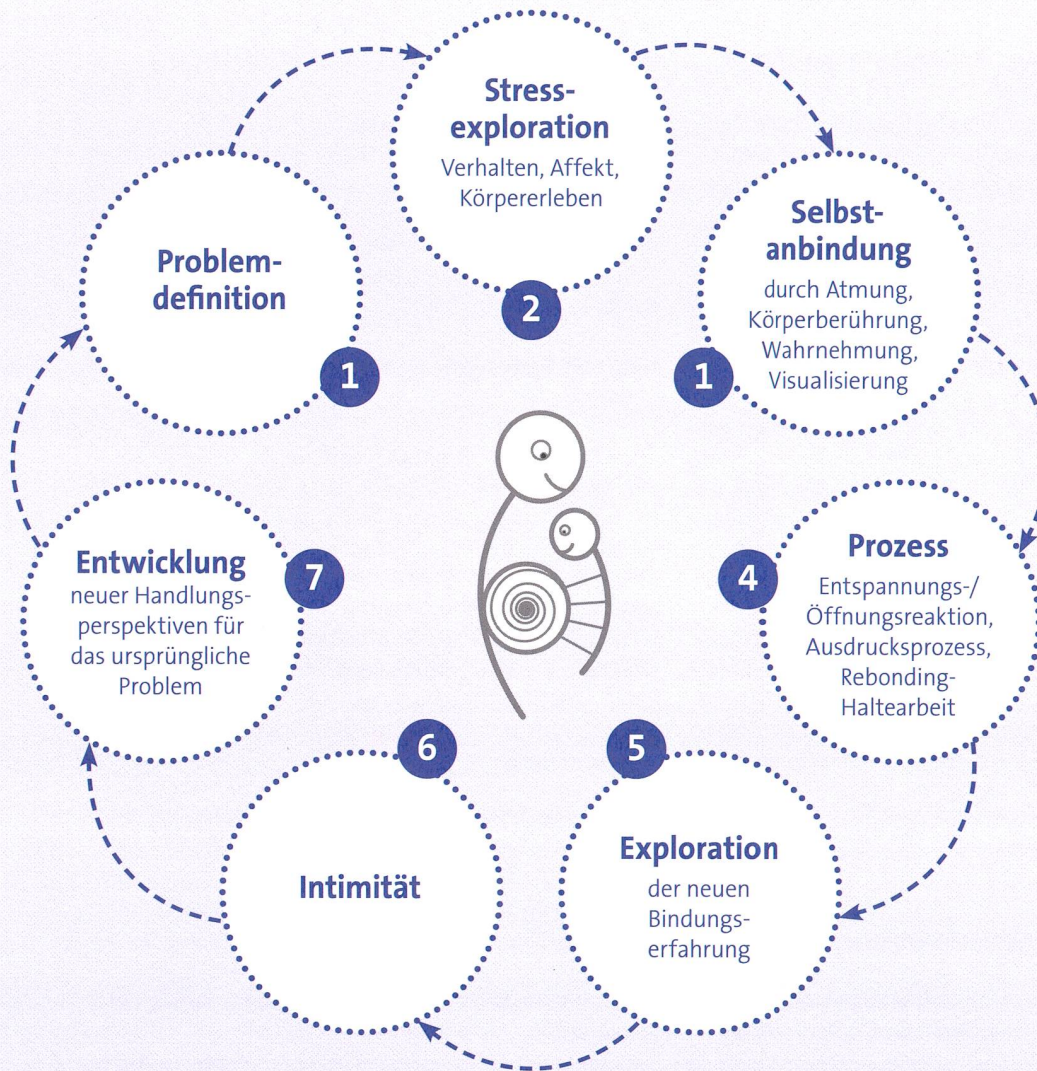 Problem-
definition
1
Stress-
exploration
Verhalten, Affekt,
Körpererleben
2
Selbst-
anbindung
durch Atmung,
Körperberührung,
Wahrnehmung,
Visualisierung
1
Prozess
Entspannungs-/
Öffnungsreaktion,
Ausdrucksprozess,
Rebonding-
Haltearbeit
4
Exploration
der neuen
Bindungs-
erfahrung
5
Intimität
6
Entwicklung
neuer Handlungs-
perspektiven für
das ursprüngliche
Problem
7